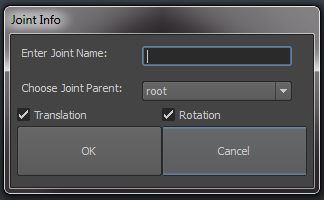 Joint Info
Enter Joint Name:
Choose Joint Parent: root
Translation Rotation
OK Cancel